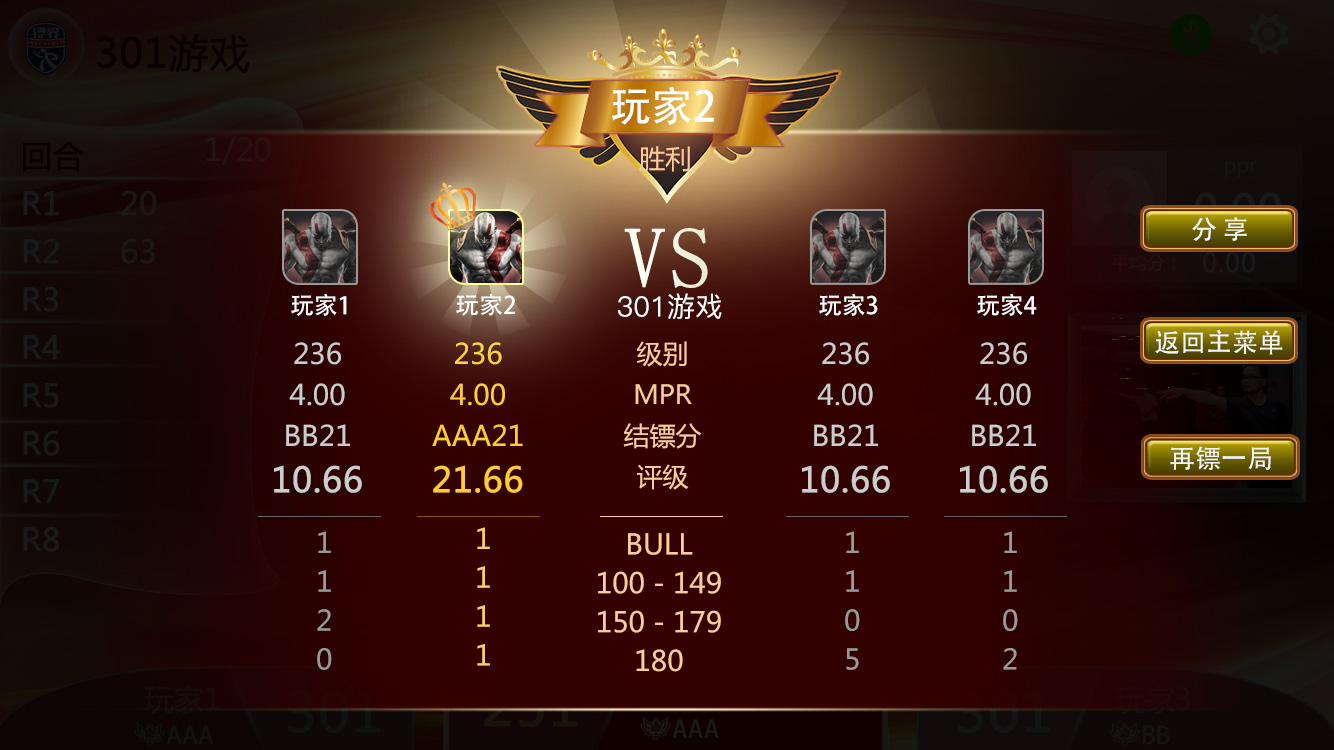 镖界
301游戏
玩家2
胜利
回合 1/20
R1 20
R2 63
R3
R4
R5
R6
R7
R8
ppr
0.00
平均分: 0.00
VS
301游戏
玩家1 玩家2 玩家3 玩家4
236 236 级别 236 236
4.00 4.00 MPR 4.00 4.00
BB21 AAA21 结镖分 BB21 BB21
10.66 21.66 评级 10.66 10.66
1 1 BULL 1 1
1 1 100 - 149 1 1
2 1 150 - 179 0 0
0 1 180 5 2
分享
返回主菜单
再镖一局
玩家1 301 251 301 玩家3
AAA AAA BB